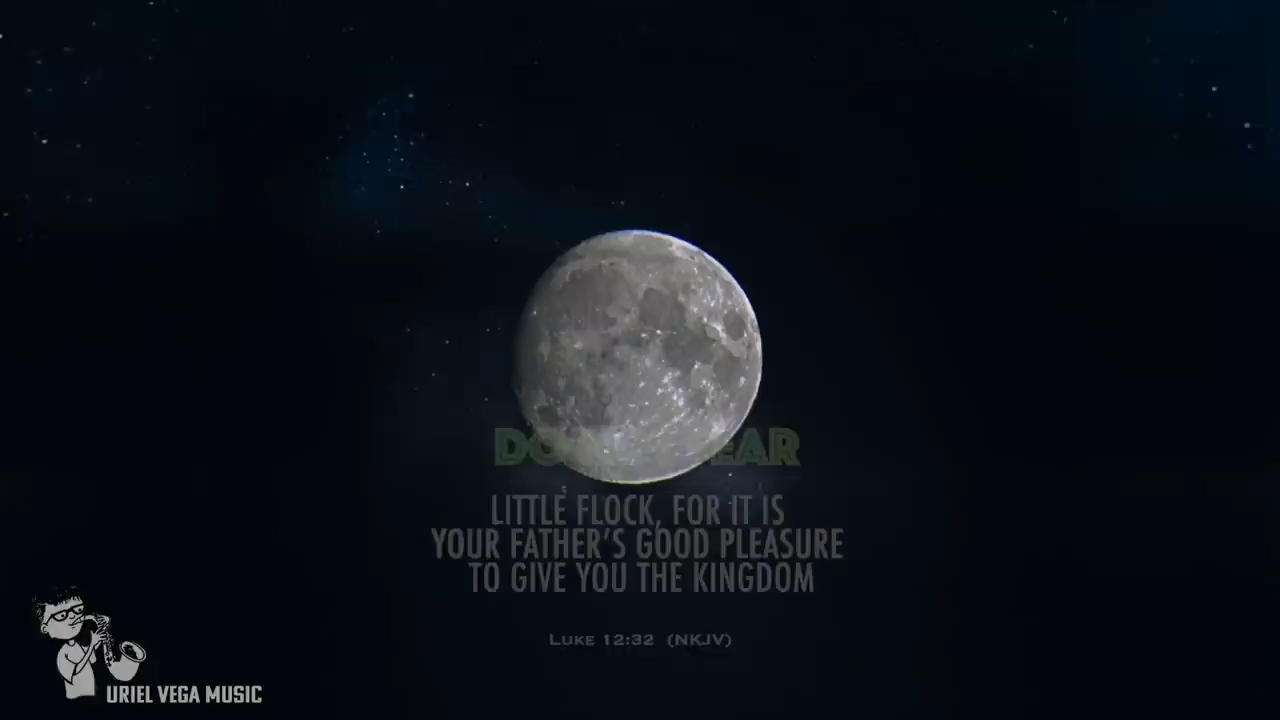 LITTLE FLOCK, FOR IT IS
YOUR FATHER'S GOOD PLEASURE
TO GIVE YOU THE KINGDOM
LUKE 12:32 (NKJV)
URIEL VEGA MUSIC